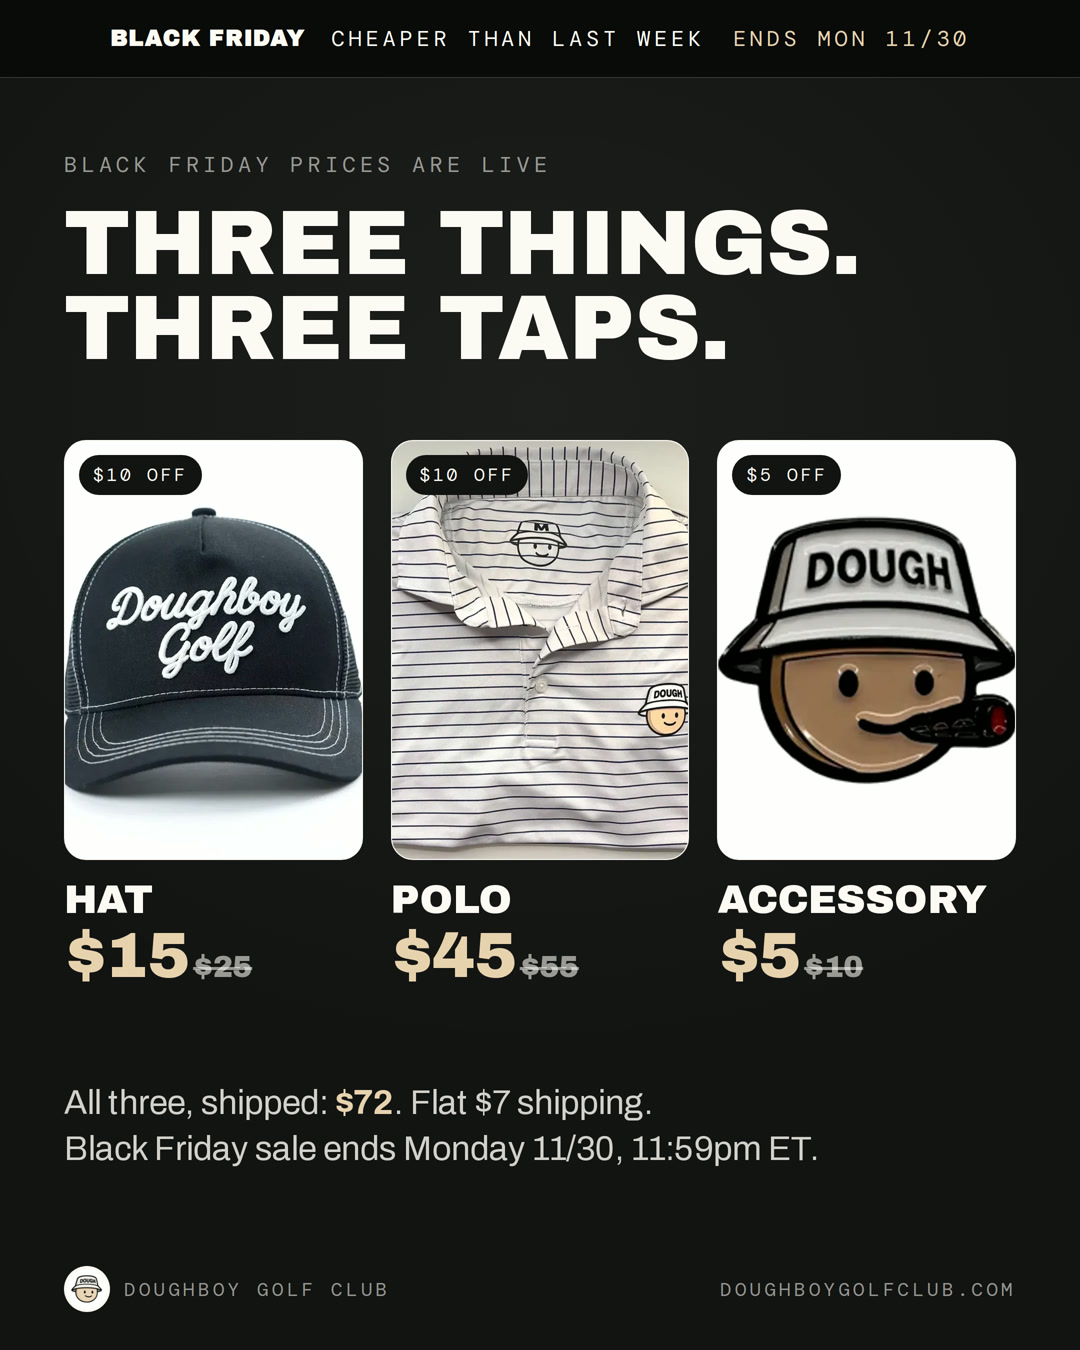 BLACK FRIDAY CHEAPER THAN LAST WEEK ENDS MON 11/30
BLACK FRIDAY PRICES ARE LIVE
THREE THINGS.
THREE TAPS.
$10 OFF
Doughboy
Golf
$10 OFF
M
DOUGH
$5 OFF
DOUGH
HAT
$15 $25
POLO
$45 $55
ACCESSORY
$5 $10
All three, shipped: $72. Flat $7 shipping.
Black Friday sale ends Monday 11/30, 11:59pm ET.
DOUGH
DOUGHBOY GOLF CLUB
DOUGHBOYGOLFCLUB.COM